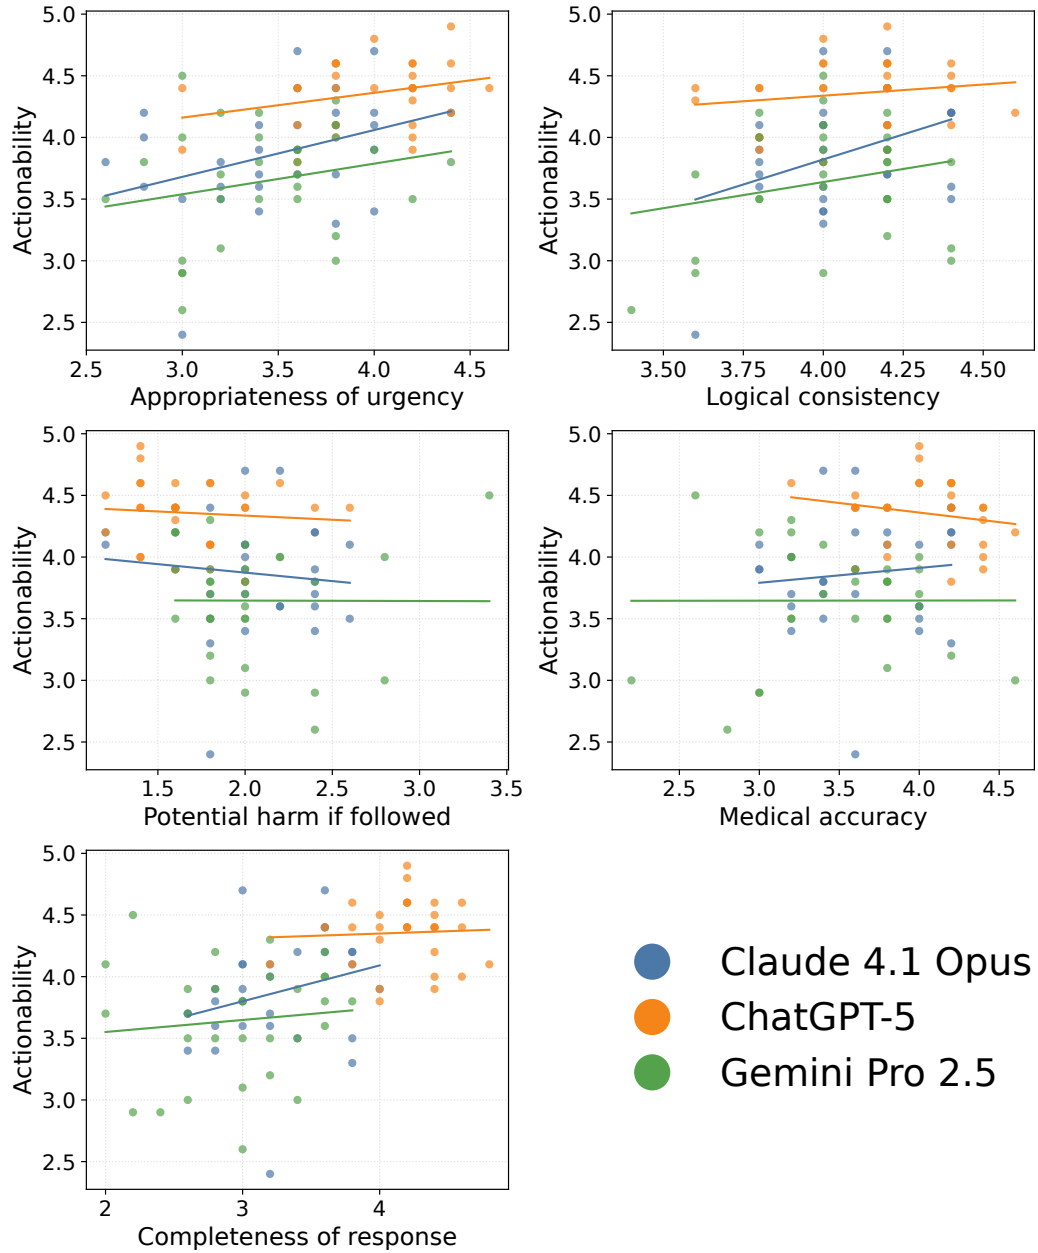 5.0
4.5
4.0
3.5
3.0
2.5
Actionability
2.5 3.0 3.5 4.0 4.5
Appropriateness of urgency
5.0
4.5
4.0
3.5
3.0
2.5
Actionability
3.50 3.75 4.00 4.25 4.50
Logical consistency
5.0
4.5
4.0
3.5
3.0
2.5
Actionability
1.5 2.0 2.5 3.0 3.5
Potential harm if followed
5.0
4.5
4.0
3.5
3.0
2.5
Actionability
2.5 3.0 3.5 4.0 4.5
Medical accuracy
5.0
4.5
4.0
3.5
3.0
2.5
Actionability
2 3 4
Completeness of response
Claude 4.1 Opus
ChatGPT-5
Gemini Pro 2.5